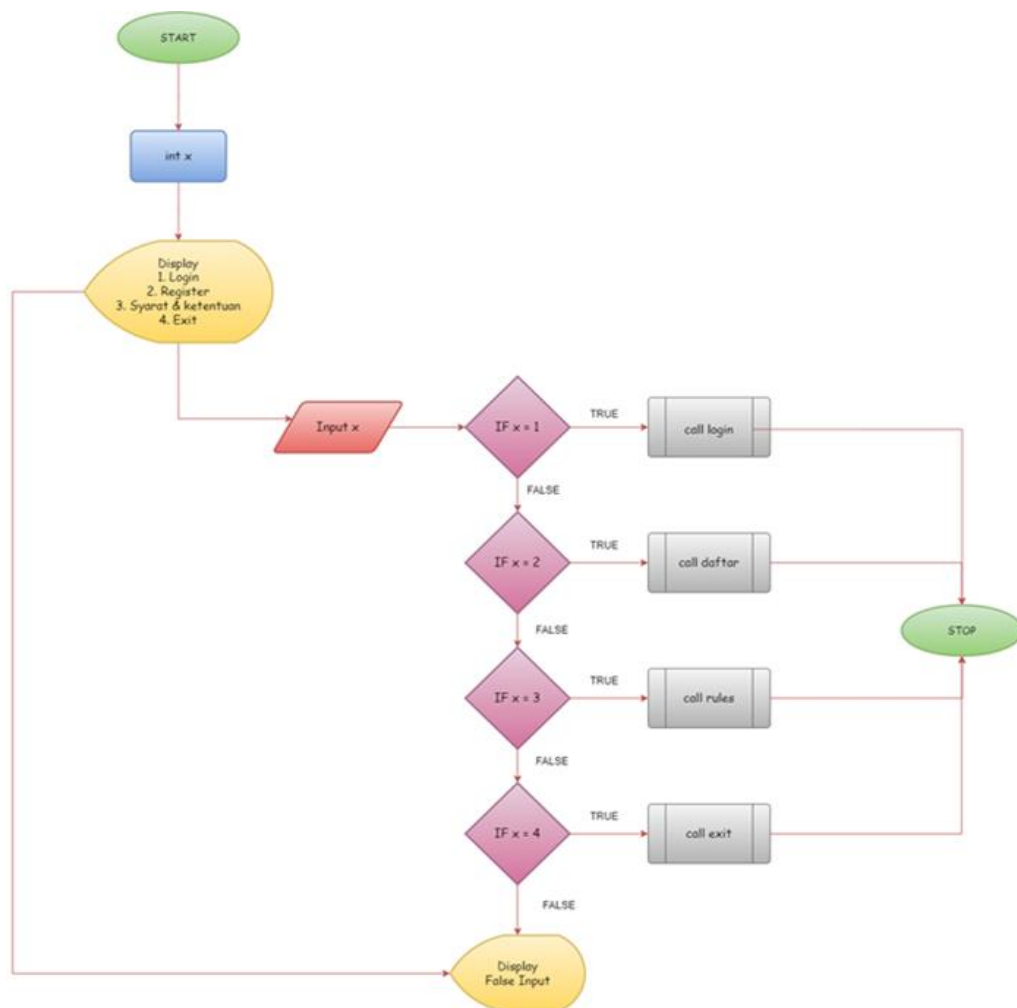 START
int x
Display
1. Login
2. Register
3. Syarat & ketentuan
4. Exit
Input x
IF x = 1
TRUE
call login
FALSE
IF x = 2
TRUE
call daftar
FALSE
STOP
IF x = 3
TRUE
call rules
FALSE
IF x = 4
TRUE
call exit
FALSE
Display
False Input